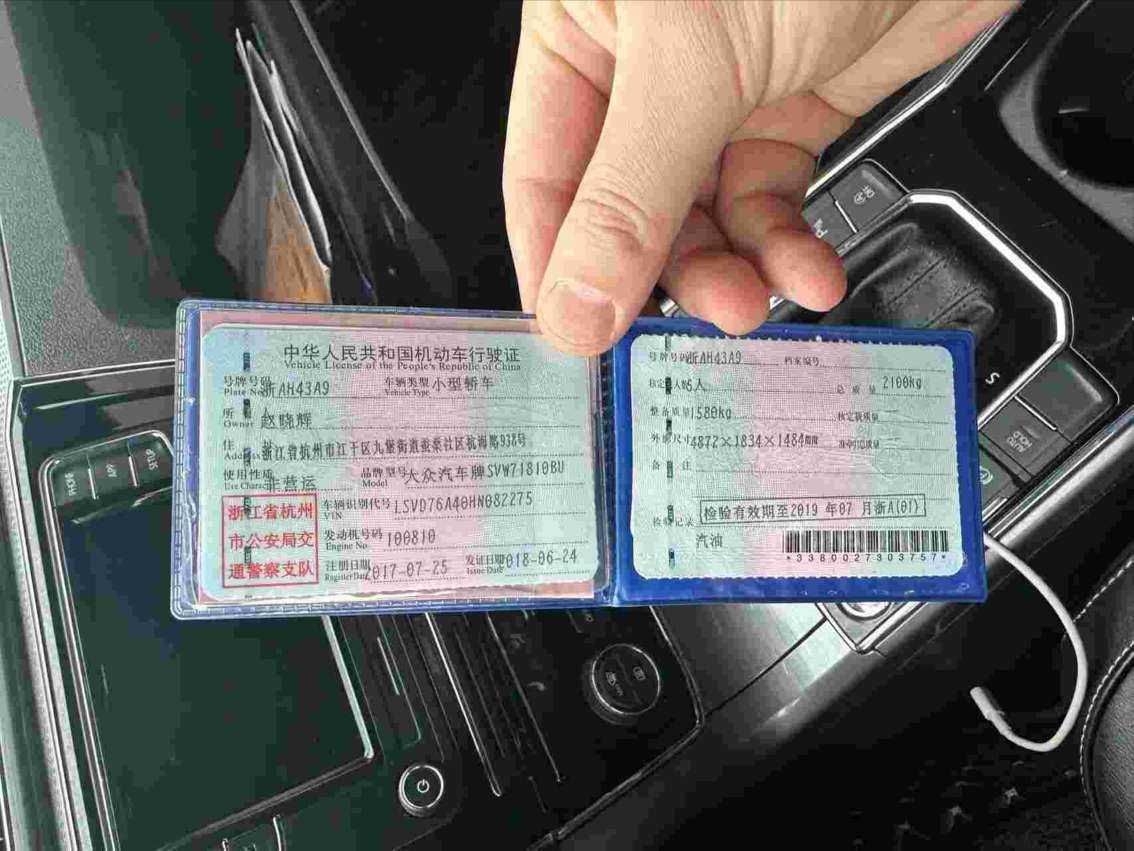 中华人民共和国机动车行驶证
Vehicle License of the People's Republic of China
号牌号码 浙AH43A9 车辆类型 小型轿车
Plate No. Vehicle Type
所 赵晓辉
Owner
住 浙江省杭州市江干区九堡街道蚕桑社区杭海路938号
使用性质 非营运 品牌型号 大众汽车牌SVW71810BU
Use Character Model
浙江省杭州
市公安局交
通警察支队
车辆识别代号 LSVD76A40HN082275
VIN
发动机号码 100810
Engine No.
注册日期 2017-07-25 发证日期 2018-06-24
Register Date Issue Date
号牌号码 浙AH43A9 档案编号
核定人数 5人 总质量 2100kg
整备质量 1580kg 核定载质量
外廓尺寸 4872×1834×1484 准牵引总质量
备 注
检验记录 检验有效期至2019 年07 月浙A(01)
汽油
*3380027303757*
S
AUTO HOLD